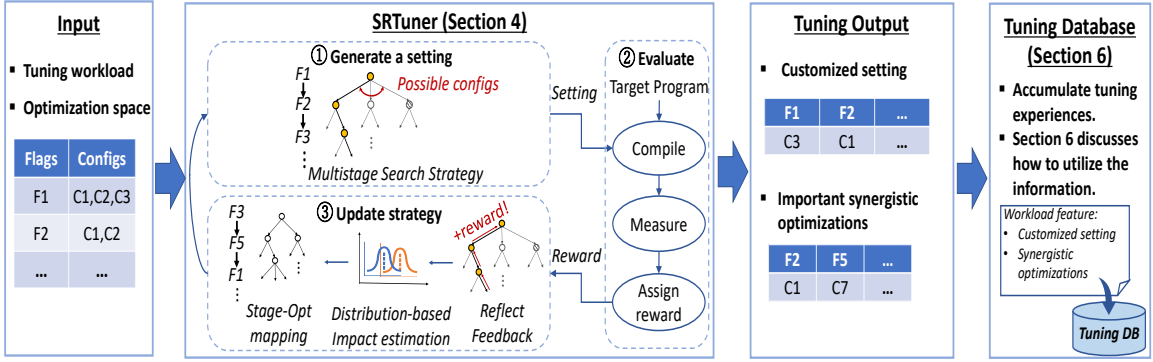 Input
▪ Tuning workload
▪ Optimization space
Flags Configs
F1 C1,C2,C3
F2 C1,C2
... ...
SRTuner (Section 4)
① Generate a setting
F1
F2
F3
⋮
Possible configs
Multistage Search Strategy
Setting
② Evaluate
Target Program
Compile
Measure
Assign
reward
Reward
③ Update strategy
F3
F5
F1
⋮
+reward!
Stage-Opt
mapping
Distribution-based
Impact estimation
Reflect
Feedback
Tuning Output
▪ Customized setting
F1 F2 ...
C3 C1 ...
▪ Important synergistic
optimizations
F2 F5 ...
C1 C7 ...
Tuning Database
(Section 6)
▪ Accumulate tuning
experiences.
▪ Section 6 discusses
how to utilize the
information.
Workload feature:
• Customized setting
• Synergistic
optimizations
Tuning DB